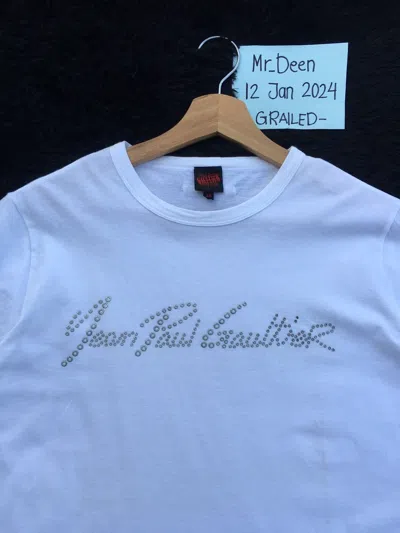 Mr_Deen
12 Jan 2024
GRAILED-
Jean Paul Gaultier